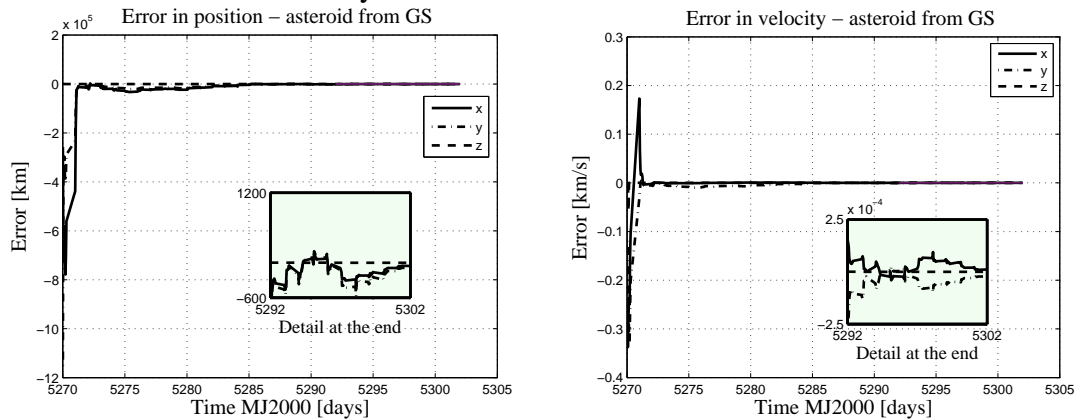 Error in position – asteroid from GS
x 10⁵
2
0
−2
−4
−6
−8
−10
−12
5270 5275 5280 5285 5290 5295 5300 5305
Error [km]
Time MJ2000 [days]
x
y
z
1200
−600
5292 5302
Detail at the end
Error in velocity – asteroid from GS
0.3
0.2
0.1
0
−0.1
−0.2
−0.3
−0.4
5270 5275 5280 5285 5290 5295 5300 5305
Error [km/s]
Time MJ2000 [days]
x
y
z
x 10⁻⁴
2.5
−2.5
5292 5302
Detail at the end